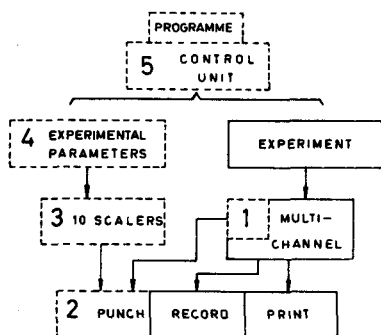 PROGRAMME
5 CONTROL
UNIT
4 EXPERIMENTAL
PARAMETERS
EXPERIMENT
3 10 SCALERS
1 MULTI-
CHANNEL
2 PUNCH
RECORD
PRINT